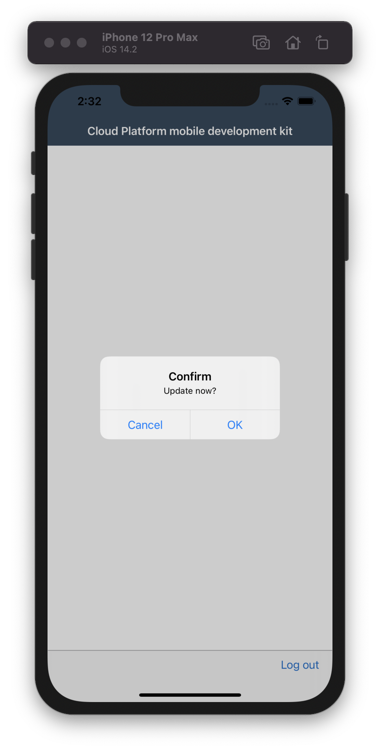 iPhone 12 Pro Max
iOS 14.2
2:32
Cloud Platform mobile development kit
Confirm
Update now?
Cancel
OK
Log out